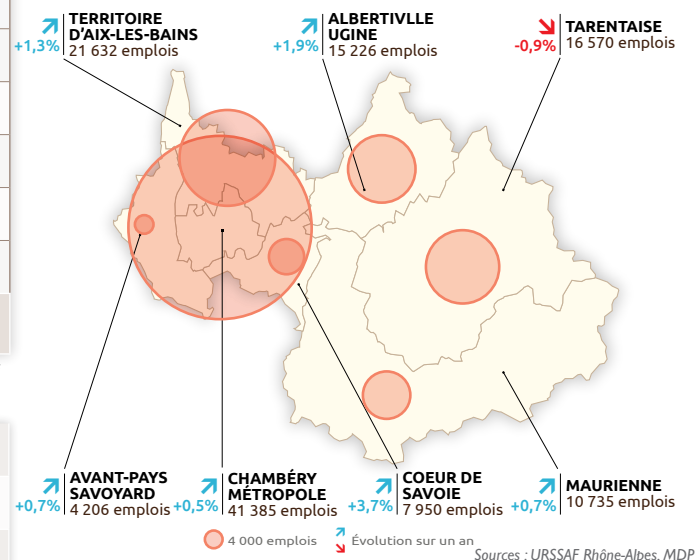 TERRITOIRE
D'AIX-LES-BAINS
+1,3% 21 632 emplois
ALBERTIVLLE
UGINE
+1,9% 15 226 emplois
TARENTAISE
-0,9% 16 570 emplois
AVANT-PAYS
SAVOYARD
+0,7% 4 206 emplois
CHAMBÉRY
MÉTROPOLE
+0,5% 41 385 emplois
COEUR DE
SAVOIE
+3,7% 7 950 emplois
MAURIENNE
+0,7% 10 735 emplois
4 000 emplois
Évolution sur un an
Sources : URSSAF Rhône-Alpes, MDP